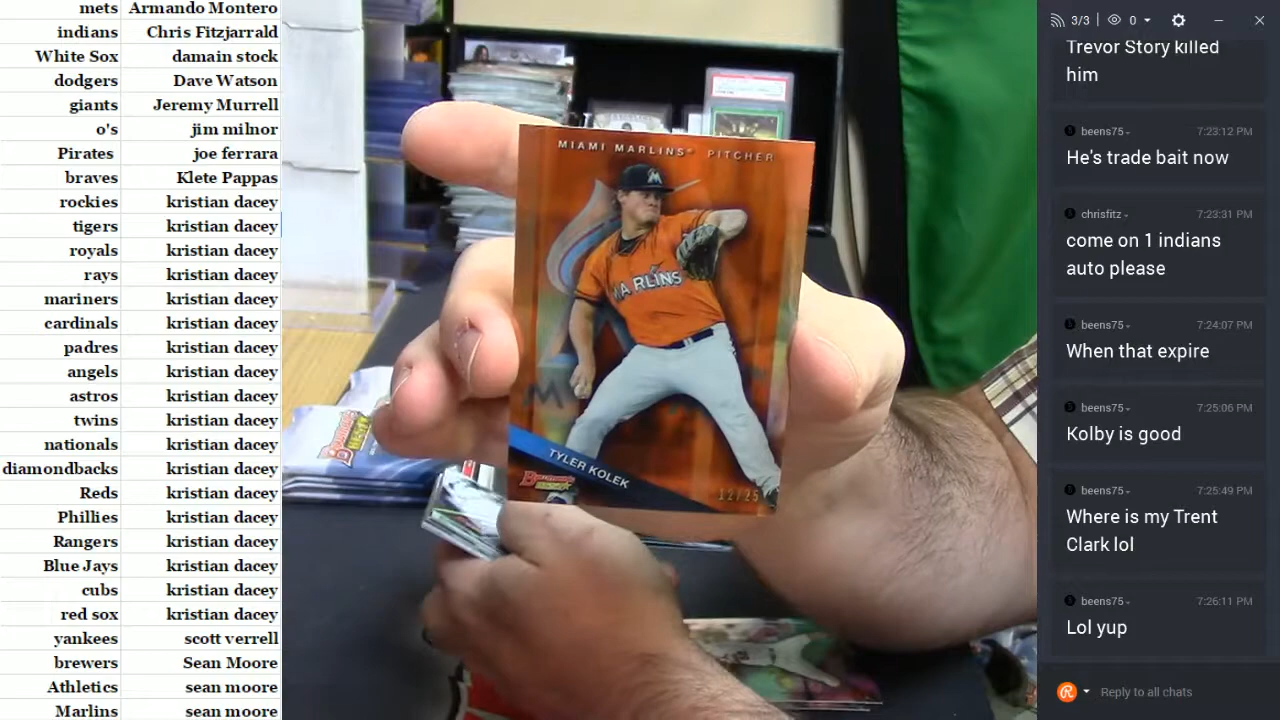 mets Armando Montero
indians Chris Fitzjarrald
White Sox damain stock
dodgers Dave Watson
giants Jeremy Murrell
o's jim milnor
Pirates joe ferrara
braves Klete Pappas
rockies kristian dacey
tigers kristian dacey
royals kristian dacey
rays kristian dacey
mariners kristian dacey
cardinals kristian dacey
padres kristian dacey
angels kristian dacey
astros kristian dacey
twins kristian dacey
nationals kristian dacey
diamondbacks kristian dacey
Reds kristian dacey
Phillies kristian dacey
Rangers kristian dacey
Blue Jays kristian dacey
cubs kristian dacey
red sox kristian dacey
yankees scott verrell
brewers Sean Moore
Athletics sean moore
Marlins sean moore
MIAMI MARLINS® PITCHER
MARLINS
TYLER KOLEK
Bowman's
BEST
12/25
3/3 0
Trevor Story killed
him
beens75 7:23:12 PM
He's trade bait now
chrisfitz 7:23:31 PM
come on 1 indians
auto please
beens75 7:24:07 PM
When that expire
beens75 7:25:06 PM
Kolby is good
beens75 7:25:49 PM
Where is my Trent
Clark lol
beens75 7:26:11 PM
Lol yup
Reply to all chats